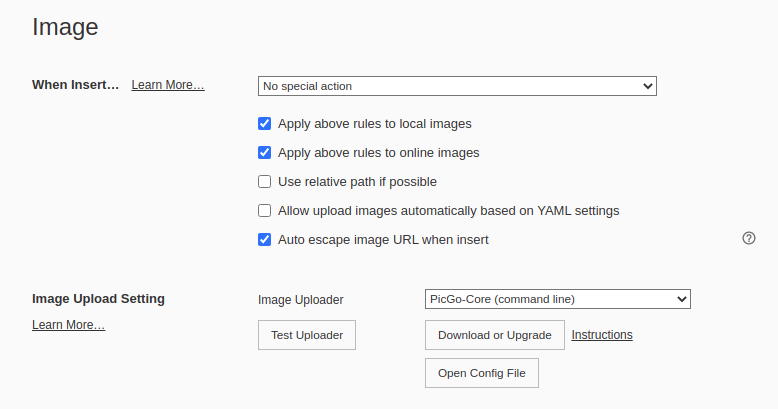 Image
When Insert… Learn More… No special action
Apply above rules to local images
Apply above rules to online images
Use relative path if possible
Allow upload images automatically based on YAML settings
Auto escape image URL when insert ?
Image Upload Setting Image Uploader PicGo-Core (command line)
Learn More… Test Uploader Download or Upgrade Instructions
Open Config File